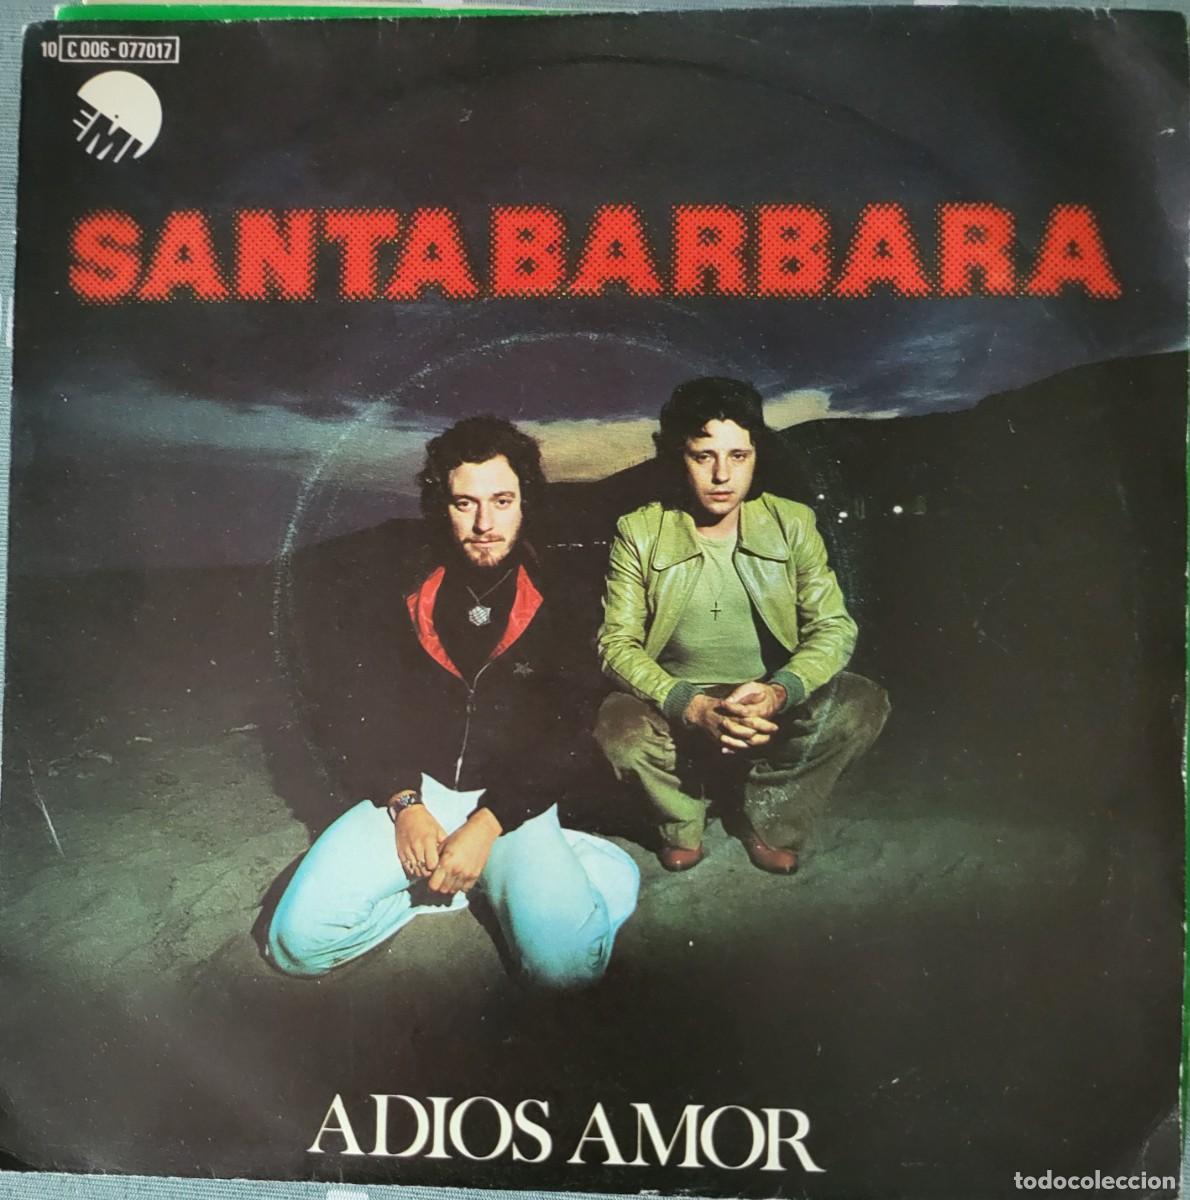 10 C 006-077017
EMI
SANTABARBARA
ADIOS AMOR
todocoleccion